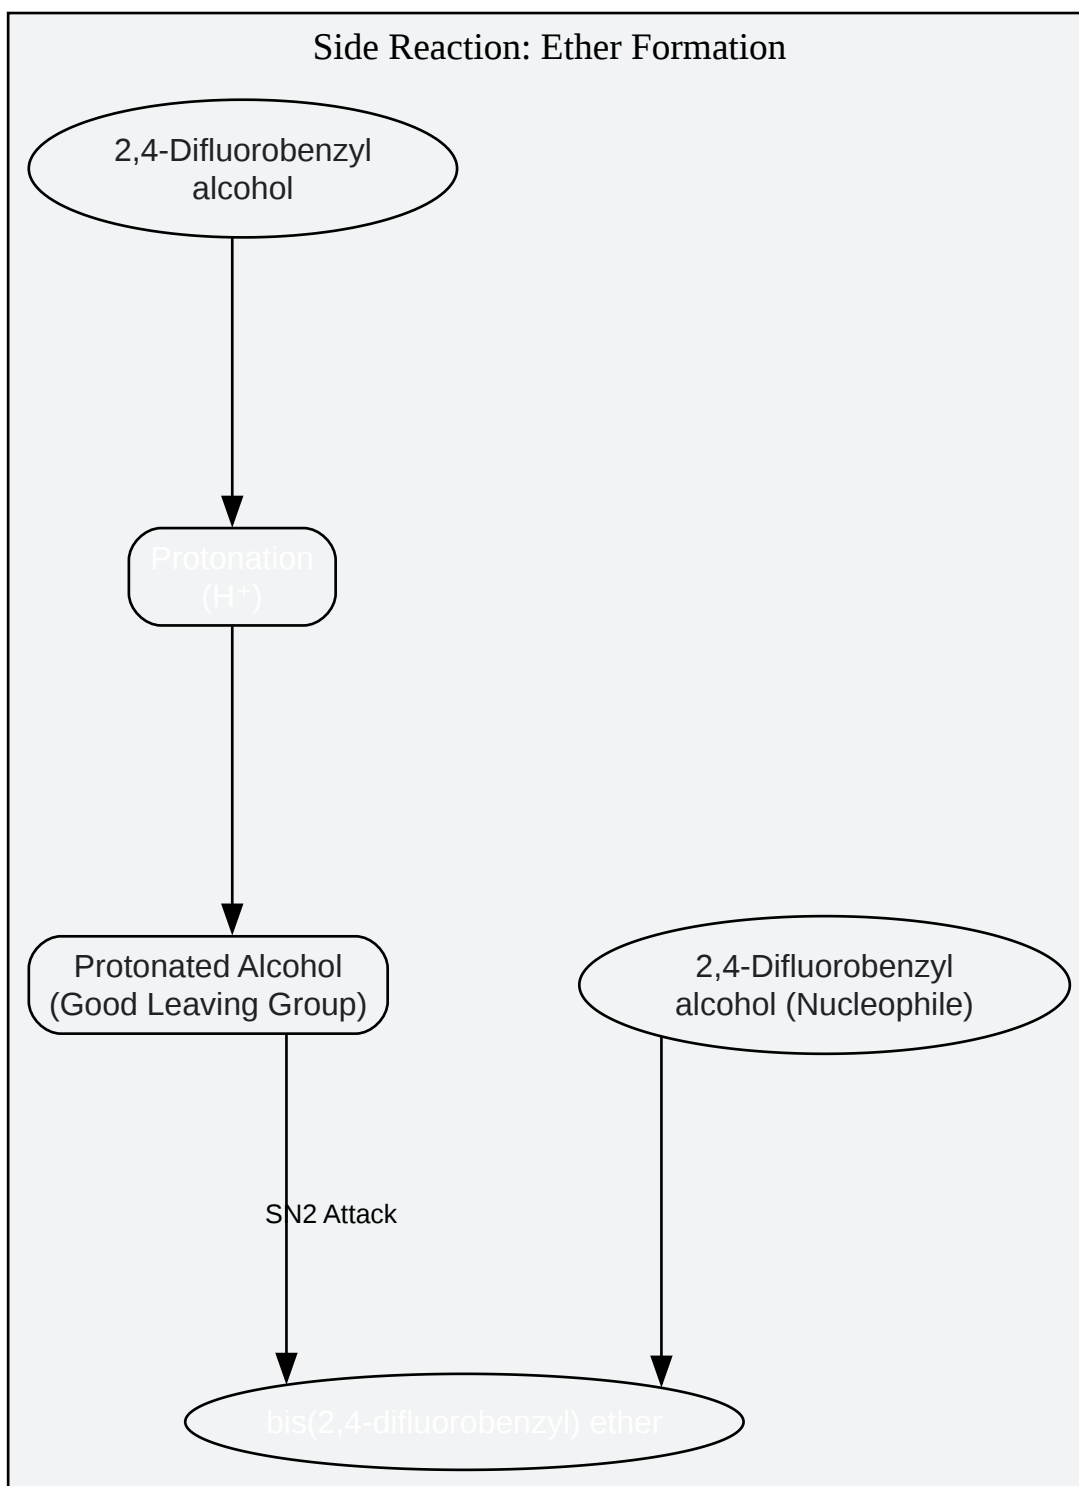 Side Reaction: Ether Formation
2,4-Difluorobenzyl
alcohol
Protonation
(H⁺)
Protonated Alcohol
(Good Leaving Group)
2,4-Difluorobenzyl
alcohol (Nucleophile)
SN2 Attack
bis(2,4-difluorobenzyl) ether